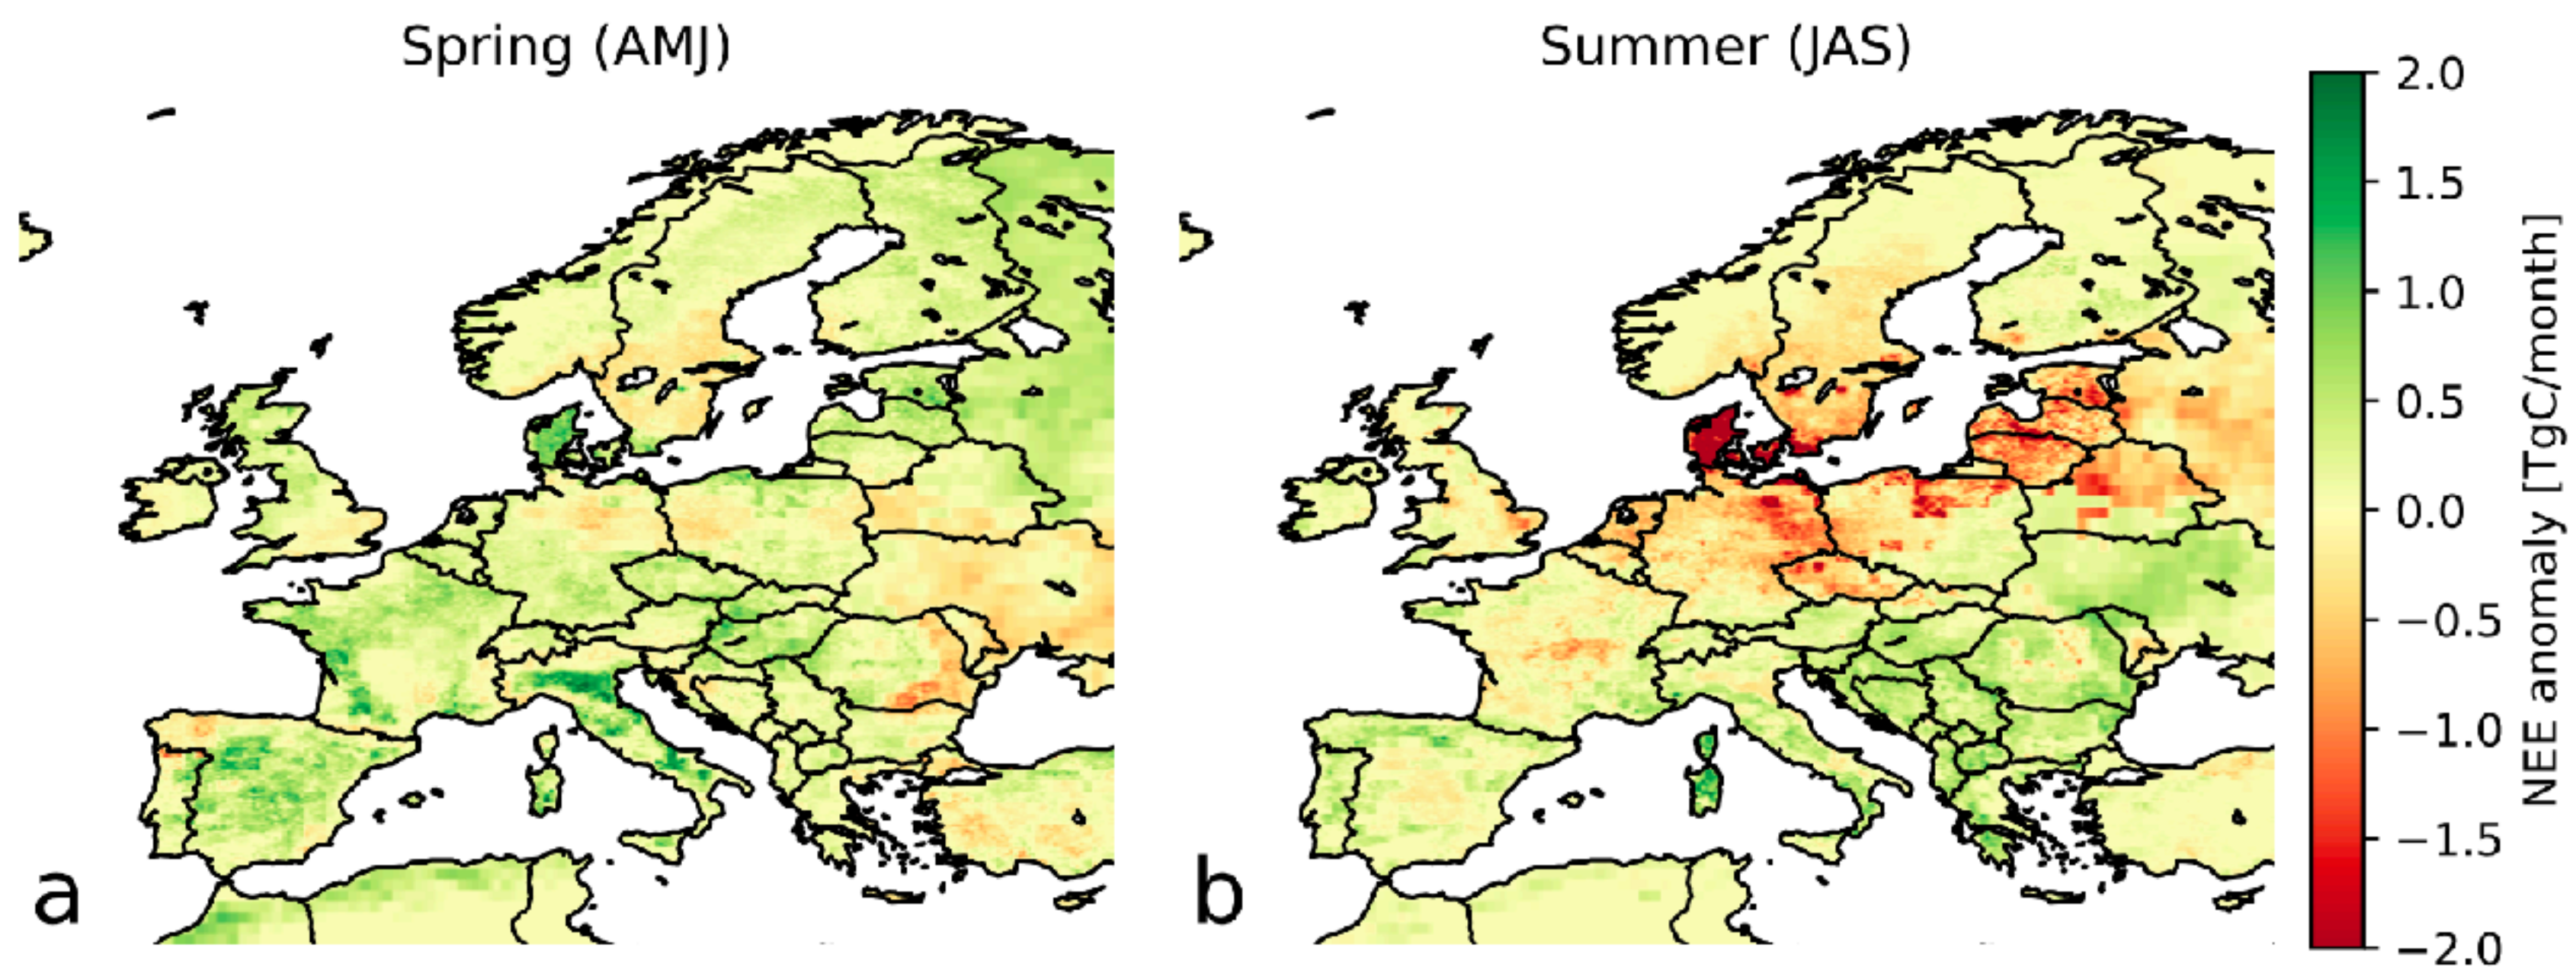 Spring (AMJ)
Summer (JAS)
2.0
1.5
1.0
0.5
0.0
−0.5
−1.0
−1.5
−2.0
NEE anomaly [TgC/month]
a
b